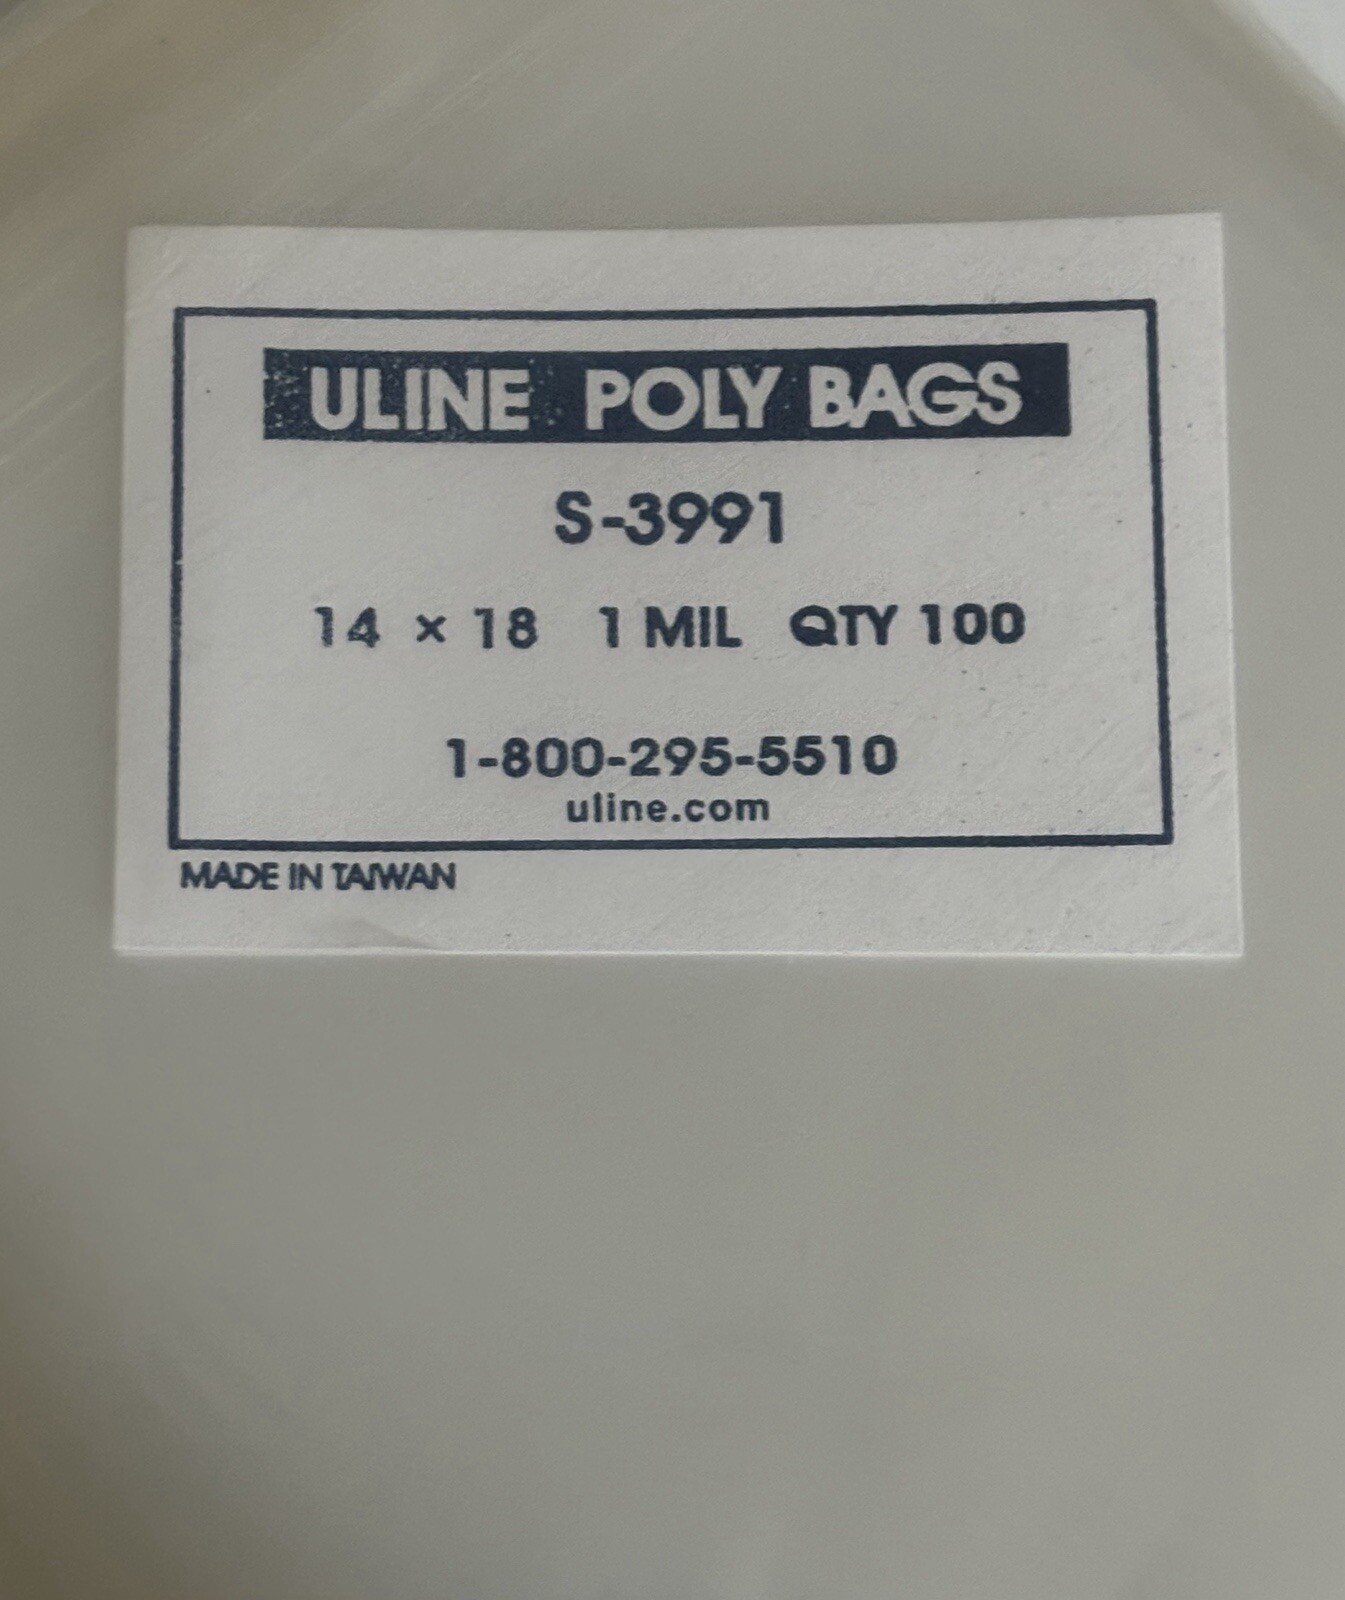 ULINE POLY BAGS
S-3991
14 × 18 1 MIL QTY 100
1-800-295-5510
uline.com
MADE IN TAIWAN